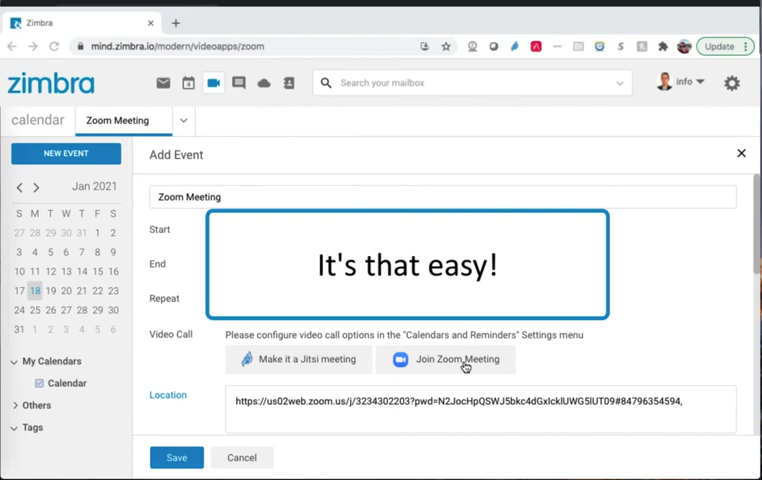 Zimbra
mind.zimbra.io/modern/videoapps/zoom
Update
zimbra
Search your mailbox
info
calendar
Zoom Meeting
NEW EVENT
Add Event
Jan 2021
S M T W T F S
27 28 29 30 31 1 2
3 4 5 6 7 8 9
10 11 12 13 14 15 16
17 18 19 20 21 22 23
24 25 26 27 28 29 30
31 1 2 3 4 5 6
Zoom Meeting
Start
It's that easy!
End
Repeat
Video Call
Please configure video call options in the "Calendars and Reminders" Settings menu
Make it a Jitsi meeting
Join Zoom Meeting
My Calendars
Calendar
Others
Tags
Location
https://us02web.zoom.us/j/3234302203?pwd=N2JocHpQSWJ5bkc4dGxIcklUWG5lUT09#84796354594,
Save
Cancel